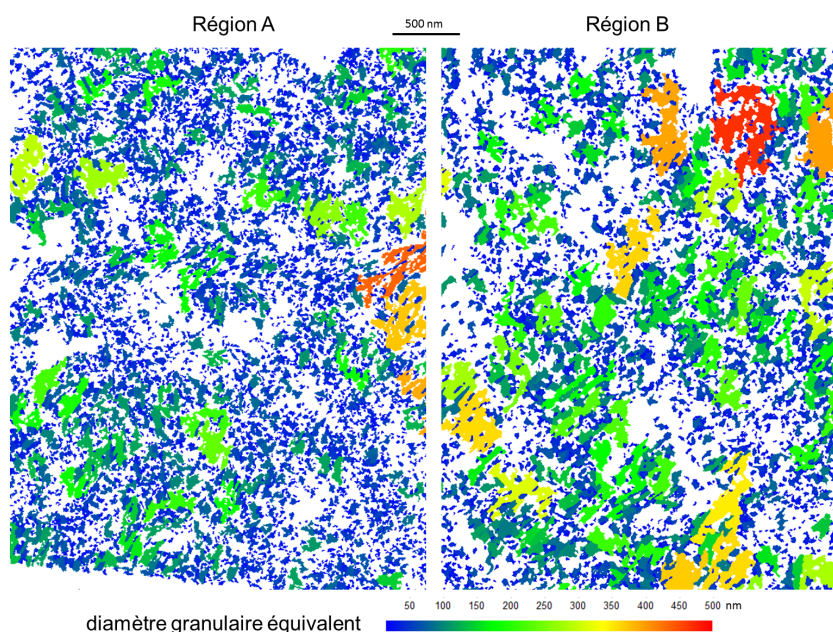 Région A
500 nm
Région B
50 100 150 200 250 300 350 400 450 500 nm
diamètre granulaire équivalent